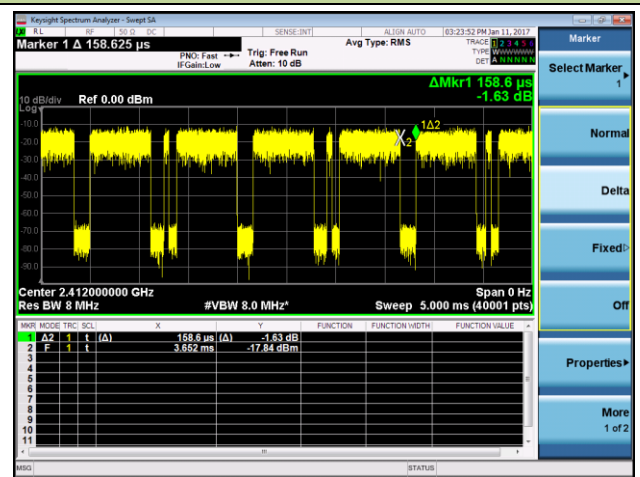 Keysight Spectrum Analyzer - Swept SA
RL RF 50 Ω DC SENSE:INT ALIGN AUTO 03:23:52 PM Jan 11, 2017
Marker 1 Δ 158.625 µs
PNO: Fast
IFGain:Low
Trig: Free Run
Atten: 10 dB
Avg Type: RMS
TRACE 1 2 3 4 5 6
TYPE
DET A N N N N N
ΔMkr1 158.6 µs
-1.63 dB
10 dB/div Ref 0.00 dBm
Log
-10.0
-20.0
-30.0
-40.0
-50.0
-60.0
-70.0
-80.0
-90.0
1Δ2
2
Center 2.412000000 GHz Span 0 Hz
Res BW 8 MHz #VBW 8.0 MHz* Sweep 5.000 ms (40001 pts)
MKR MODE TRC SCL X Y FUNCTION FUNCTION WIDTH FUNCTION VALUE
1 Δ2 1 t (Δ) 158.6 µs (Δ) -1.63 dB
2 F 1 t 3.652 ms -17.84 dBm
3
4
5
6
7
8
9
10
11
MSG STATUS
Marker
Select Marker
1
Normal
Delta
Fixed
Off
Properties
More
1 of 2